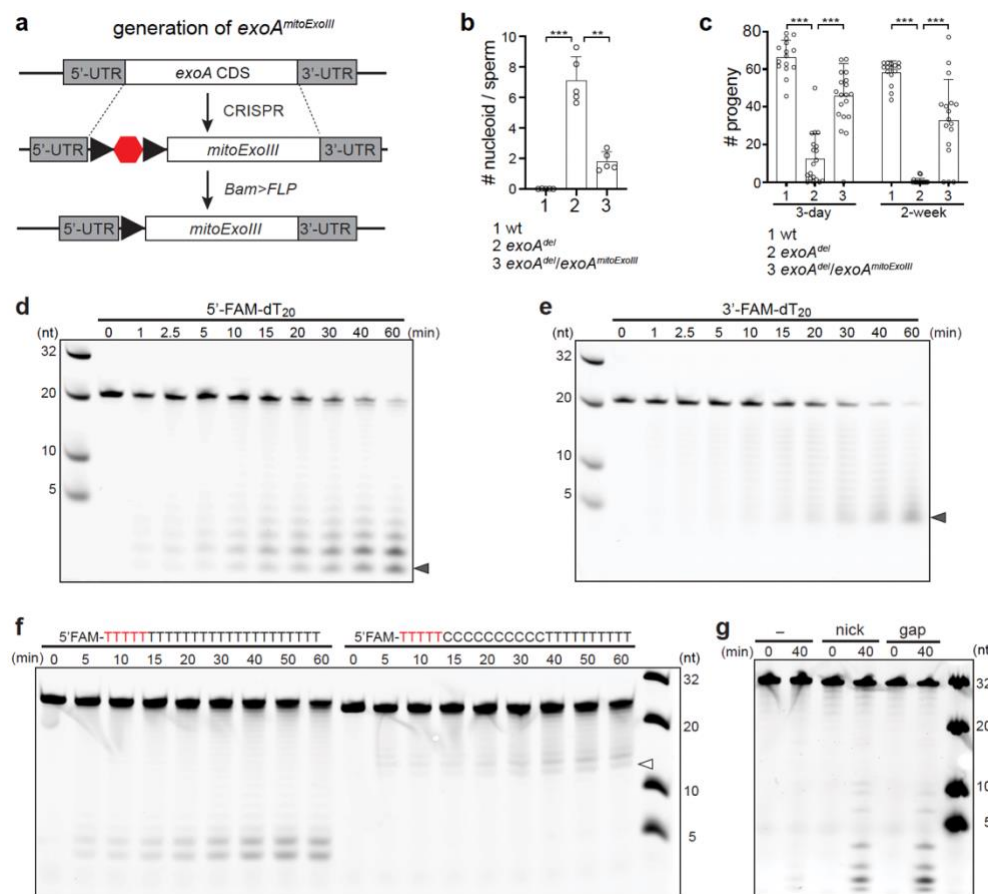 a
generation of exoA^mitoExoIII
5'-UTR exoA CDS 3'-UTR
CRISPR
5'-UTR mitoExoIII 3'-UTR
Bam>FLP
5'-UTR mitoExoIII 3'-UTR
b
*** **
# nucleoid / sperm
10
8
6
4
2
0
1 2 3
1 wt
2 exoA^del
3 exoA^del/exoA^mitoExoIII
c
*** *** *** ***
# progeny
80
60
40
20
0
1 2 3 1 2 3
3-day 2-week
1 wt
2 exoA^del
3 exoA^del/exoA^mitoExoIII
d
5'-FAM-dT20
(nt) 0 1 2.5 5 10 15 20 30 40 60 (min)
32
20
10
5
e
3'-FAM-dT20
(nt) 0 1 2.5 5 10 15 20 30 40 60 (min)
32
20
10
5
f
5'FAM-TTTTTTTTTTTTTTTTTTTTTTTTT 5'FAM-TTTTTCCCCCCCCCCTTTTTTTTTT
(min) 0 5 10 15 20 30 40 50 60 0 5 10 15 20 30 40 50 60 (nt)
32
20
10
5
g
– nick gap
(min) 0 40 0 40 0 40 (nt)
32
20
10
5